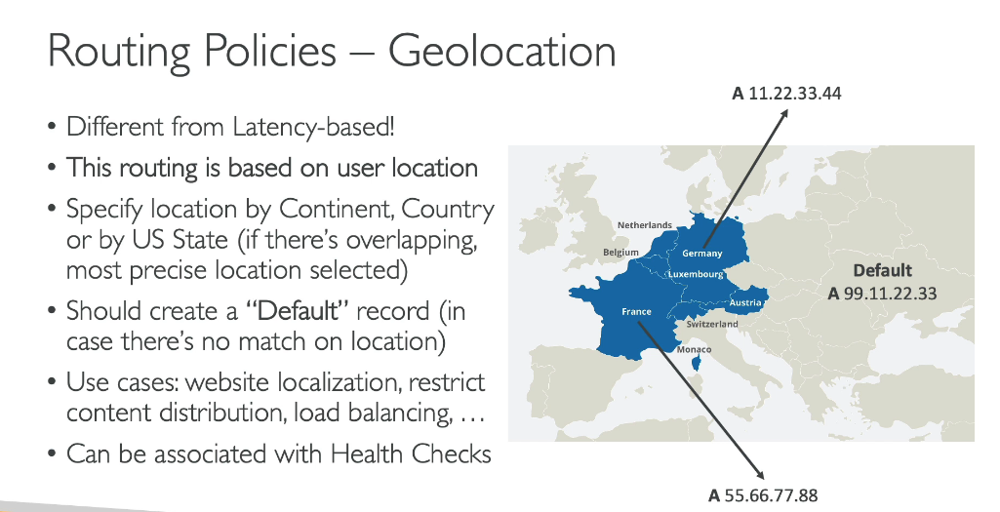 Routing Policies – Geolocation
• Different from Latency-based!
• This routing is based on user location
• Specify location by Continent, Country
or by US State (if there's overlapping,
most precise location selected)
• Should create a “Default” record (in
case there's no match on location)
• Use cases: website localization, restrict
content distribution, load balancing, …
• Can be associated with Health Checks
A 11.22.33.44
Netherlands
Belgium
Germany
Luxembourg
Default
A 99.11.22.33
Austria
France
Switzerland
Monaco
A 55.66.77.88